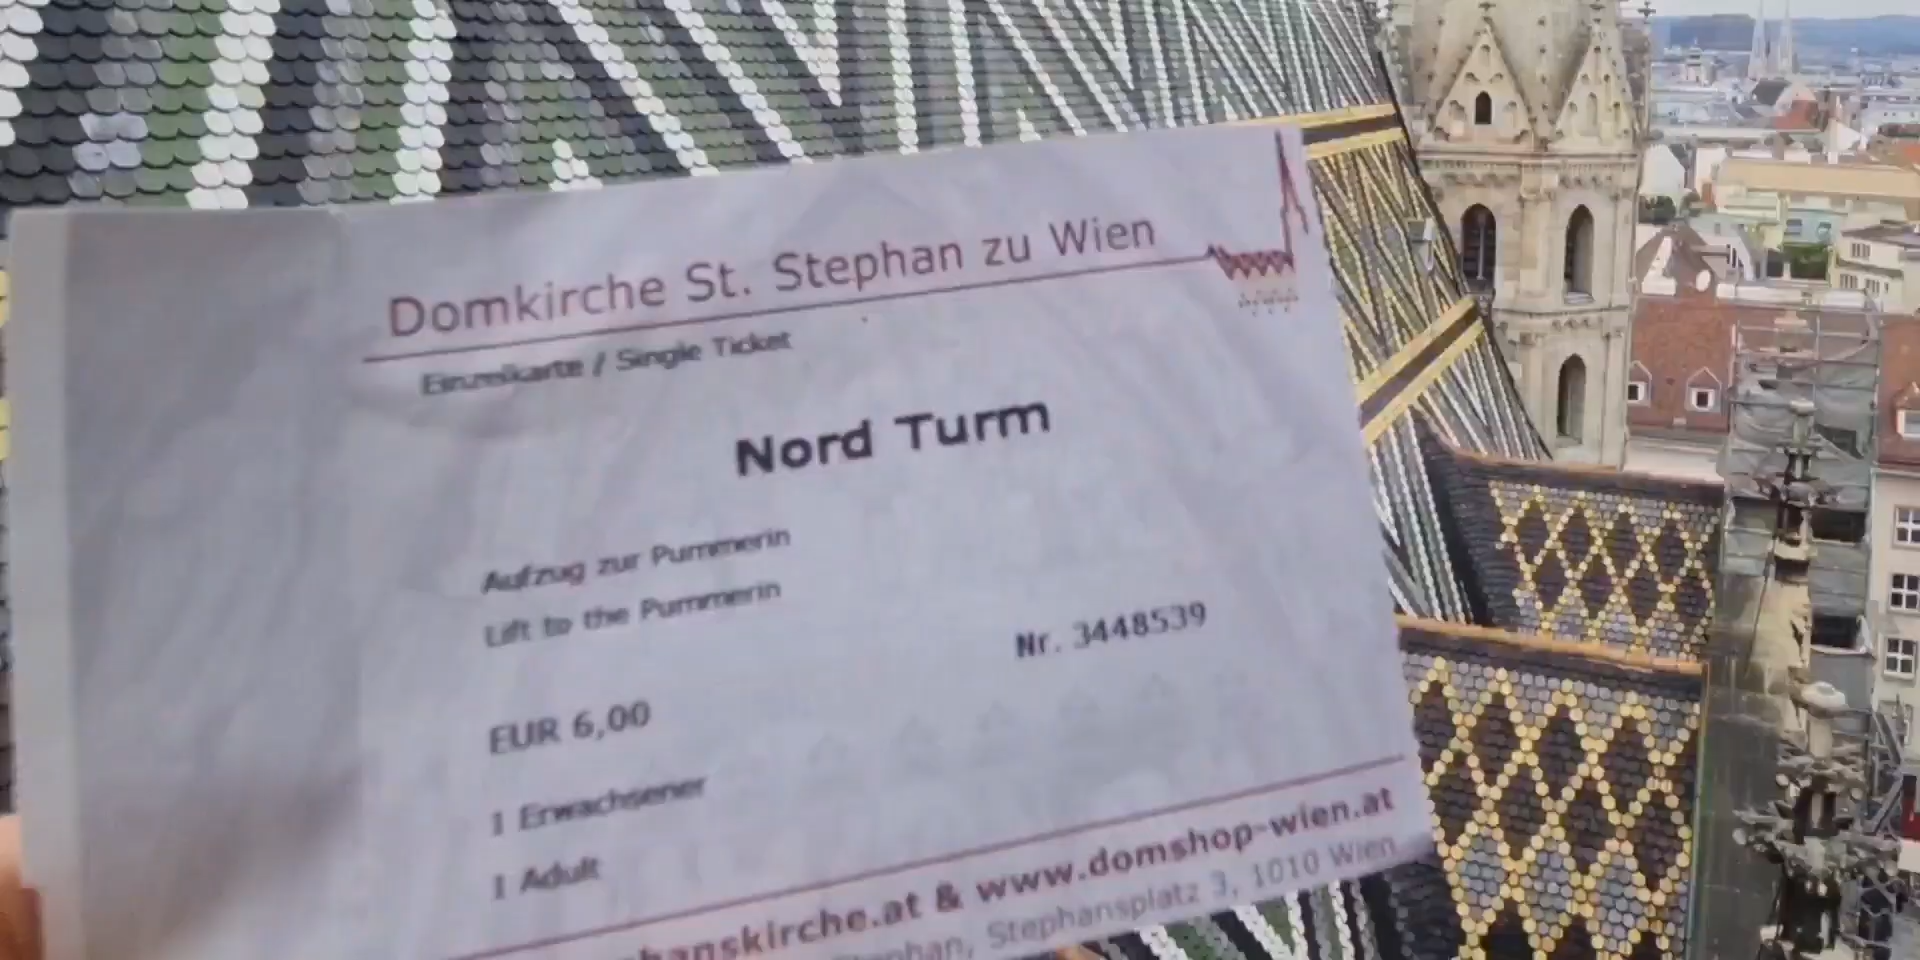 Domkirche St. Stephan zu Wien
Einzelkarte / Single Ticket
Nord Turm
Aufzug zur Pummerin
Lift to the Pummerin
Nr. 3448539
EUR 6,00
1 Erwachsener
1 Adult
hanskirche.at & www.domshop-wien.at
Stephan, Stephansplatz 3, 1010 Wien